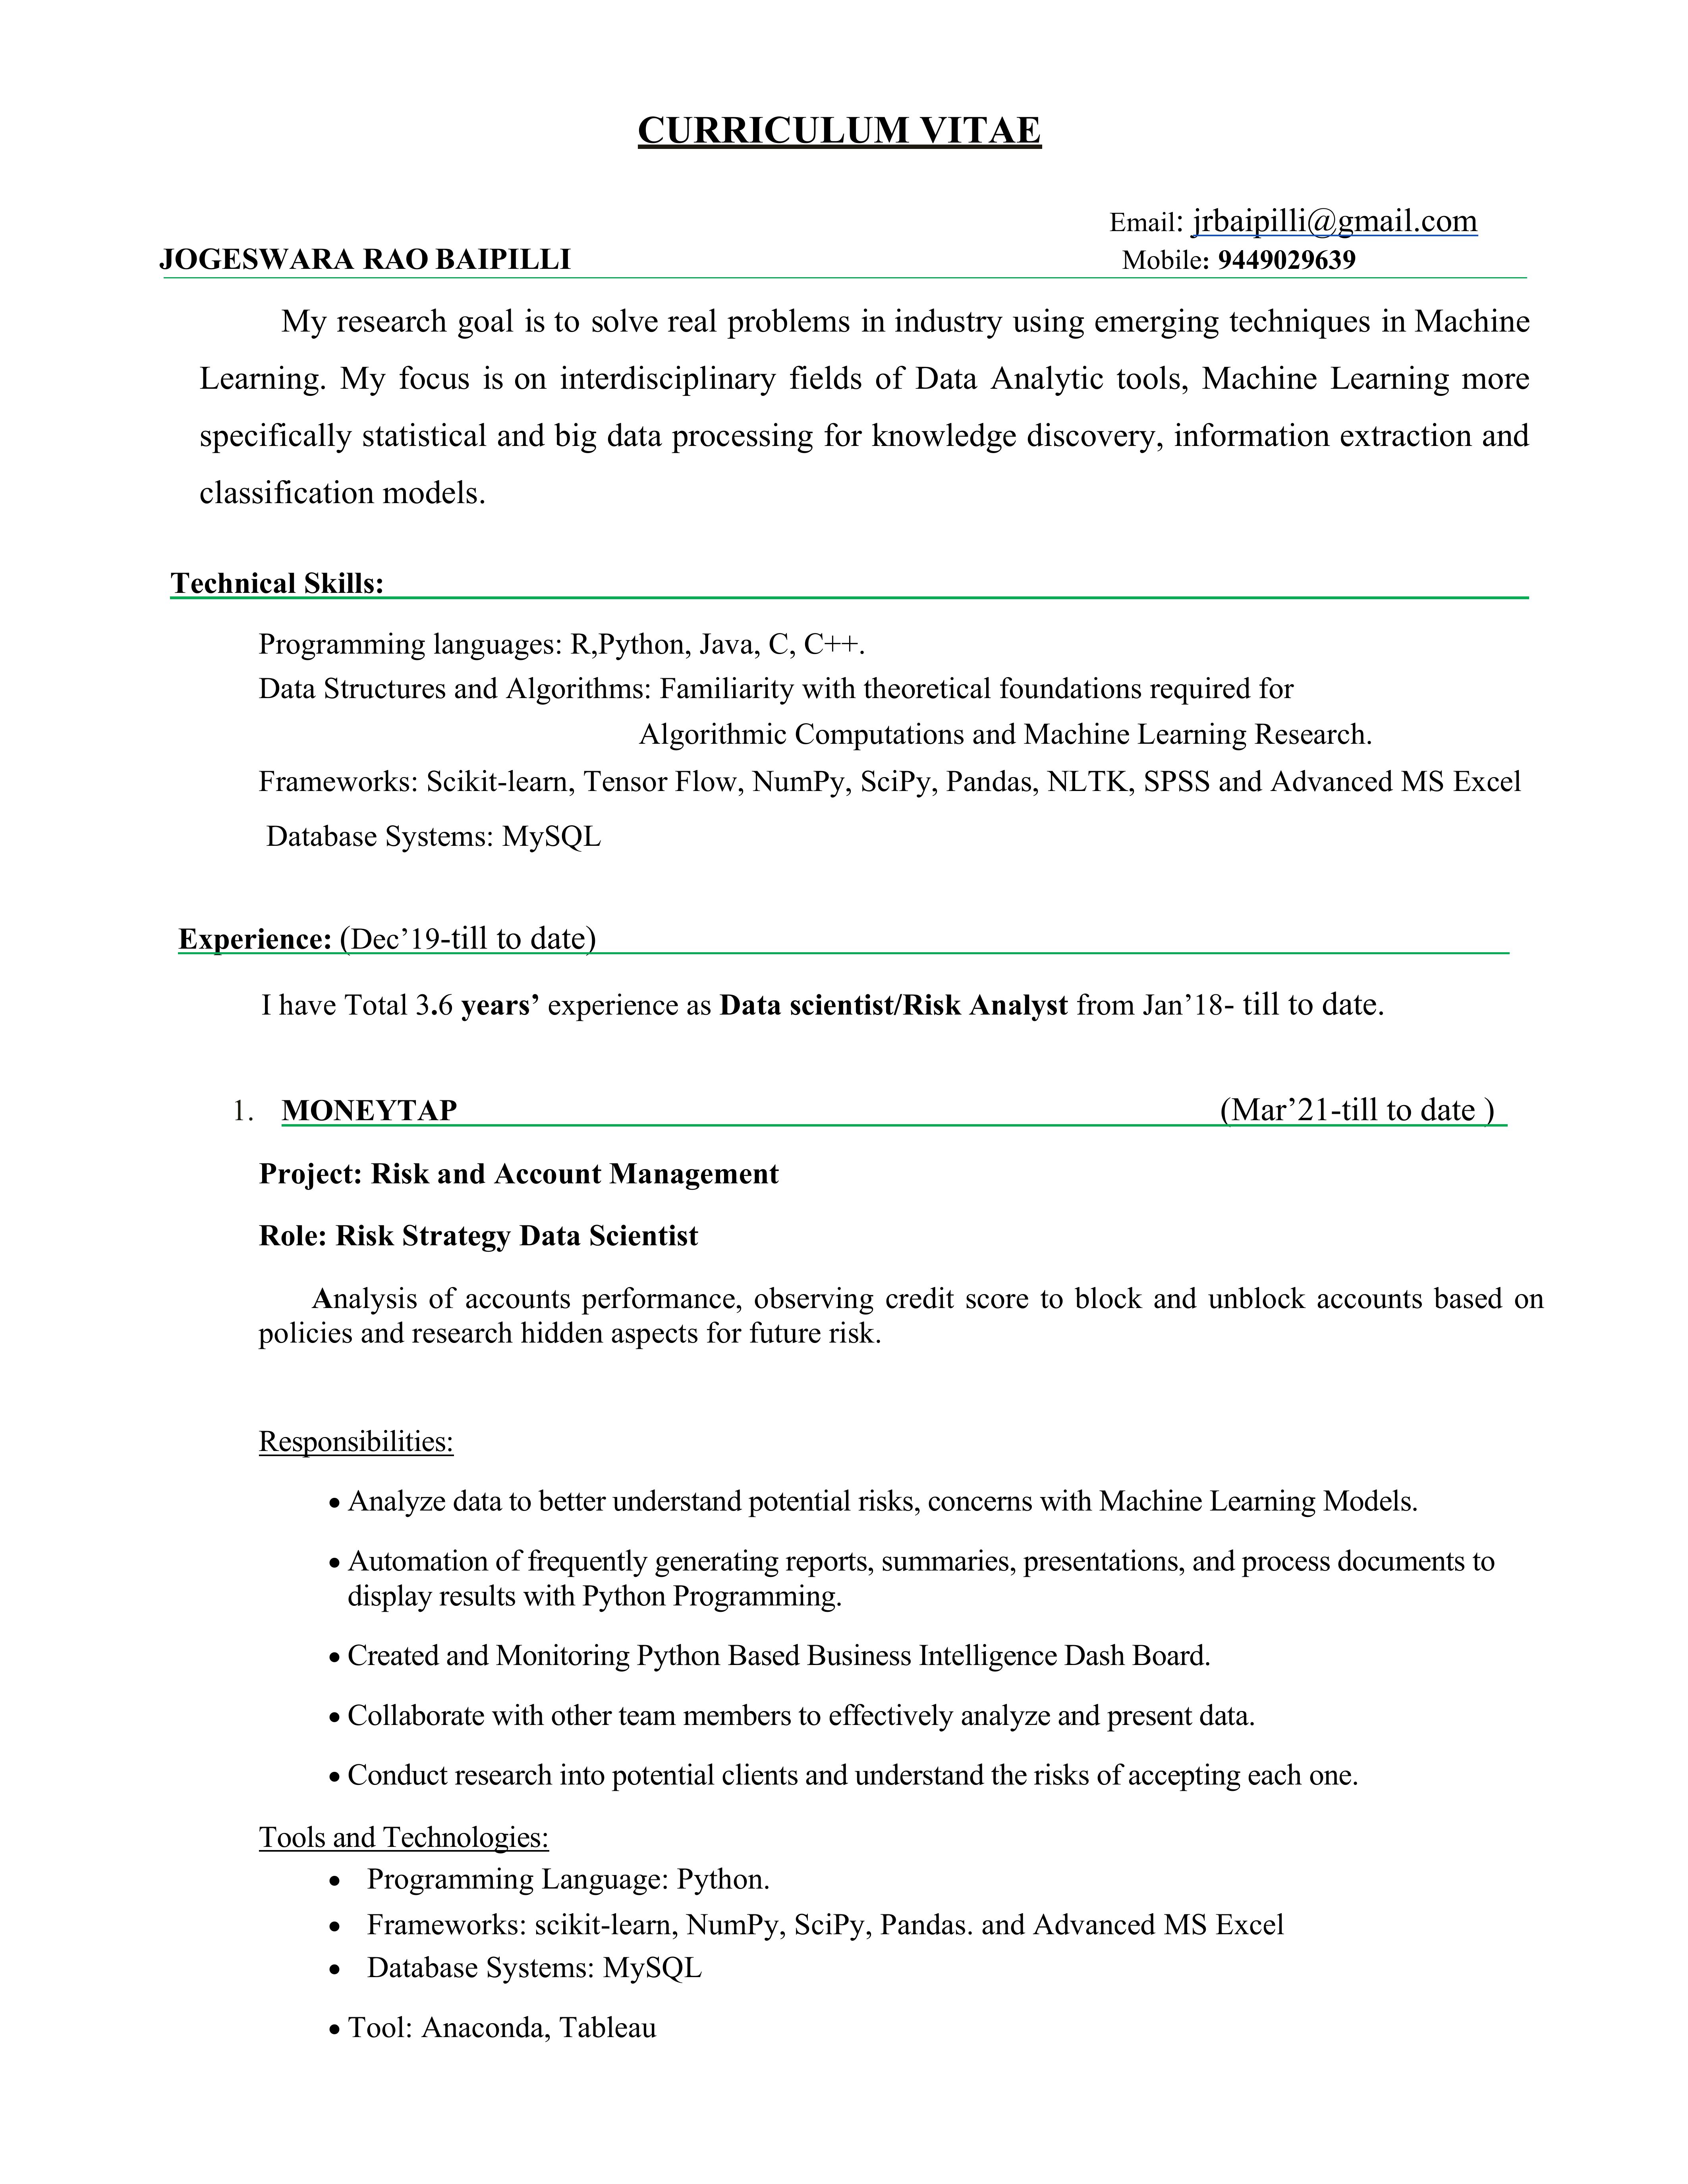 CURRICULUM VITAE
Email: jrbaipilli@gmail.com
JOGESWARA RAO BAIPILLI Mobile: 9449029639
My research goal is to solve real problems in industry using emerging techniques in Machine
Learning. My focus is on interdisciplinary fields of Data Analytic tools, Machine Learning more
specifically statistical and big data processing for knowledge discovery, information extraction and
classification models.
Technical Skills:
Programming languages: R,Python, Java, C, C++.
Data Structures and Algorithms: Familiarity with theoretical foundations required for
Algorithmic Computations and Machine Learning Research.
Frameworks: Scikit-learn, Tensor Flow, NumPy, SciPy, Pandas, NLTK, SPSS and Advanced MS Excel
Database Systems: MySQL
Experience: (Dec’19-till to date)
I have Total 3.6 years’ experience as Data scientist/Risk Analyst from Jan’18- till to date.
1. MONEYTAP (Mar’21-till to date )
Project: Risk and Account Management
Role: Risk Strategy Data Scientist
Analysis of accounts performance, observing credit score to block and unblock accounts based on
policies and research hidden aspects for future risk.
Responsibilities:
• Analyze data to better understand potential risks, concerns with Machine Learning Models.
• Automation of frequently generating reports, summaries, presentations, and process documents to
display results with Python Programming.
• Created and Monitoring Python Based Business Intelligence Dash Board.
• Collaborate with other team members to effectively analyze and present data.
• Conduct research into potential clients and understand the risks of accepting each one.
Tools and Technologies:
• Programming Language: Python.
• Frameworks: scikit-learn, NumPy, SciPy, Pandas. and Advanced MS Excel
• Database Systems: MySQL
• Tool: Anaconda, Tableau